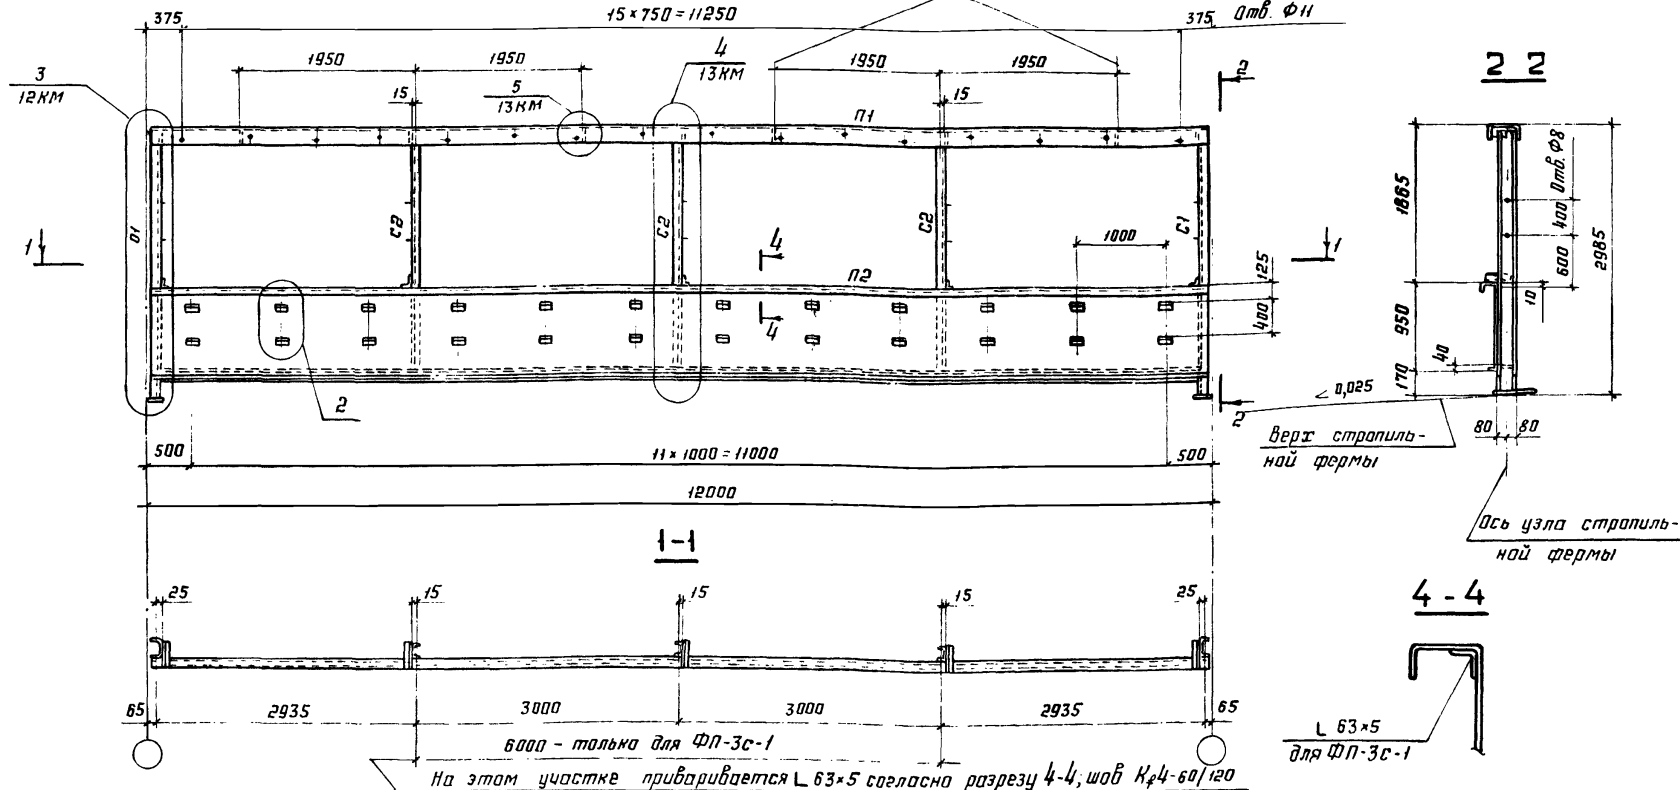 375
15×750=11250
375
Отв. Ф11
3
12КМ
1950
1950
4
13КМ
1950
1950
2
2 2
15
5
13КМ
15
П1
01
С2
С2
С2
С1
1
4
1000
1
П2
4
125
400
2
2
1865
400 Отв. Ф8
600
2985
10
950
40
170
80
80
< 0,025
Верх стропиль-
ной фермы
Ось узла стропиль-
ной фермы
500
11×1000=11000
500
12000
1-1
25
15
15
15
25
65
2935
3000
3000
2935
65
6000 - только для ФП-3с-1
На этом участке приваривается L 63×5 согласно разрезу 4-4; шов Kf4-60/120
4-4
L 63×5
для ФП-3с-1